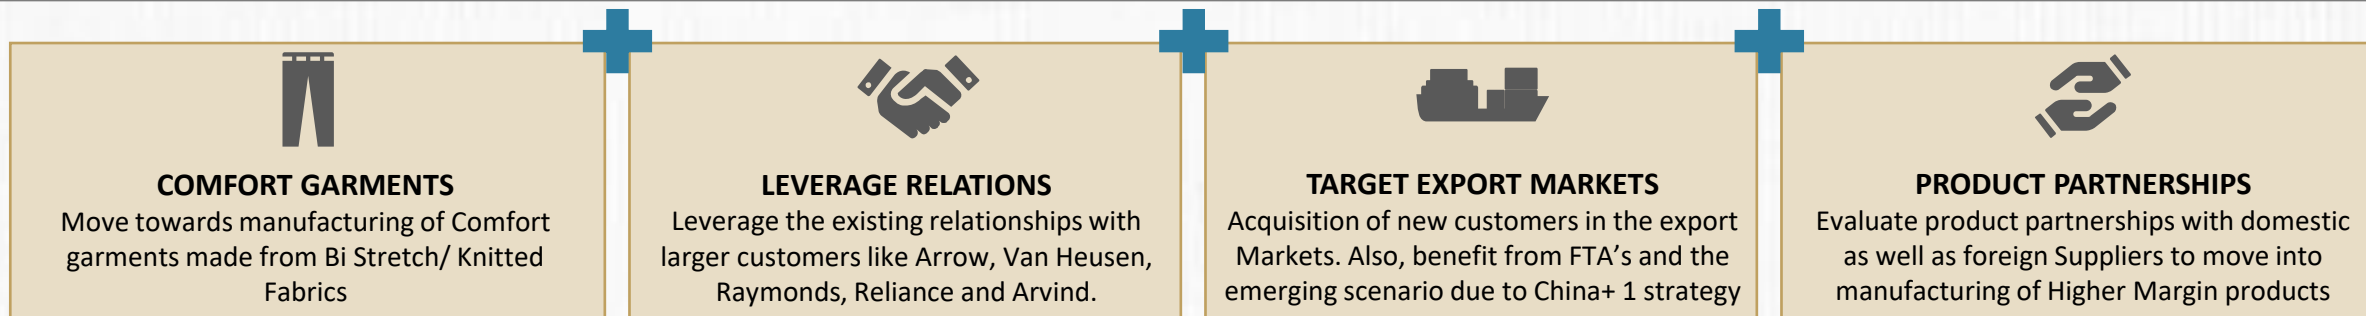 COMFORT GARMENTS
Move towards manufacturing of Comfort
garments made from Bi Stretch/ Knitted
Fabrics
LEVERAGE RELATIONS
Leverage the existing relationships with
larger customers like Arrow, Van Heusen,
Raymonds, Reliance and Arvind.
TARGET EXPORT MARKETS
Acquisition of new customers in the export
Markets. Also, benefit from FTA’s and the
emerging scenario due to China+ 1 strategy
PRODUCT PARTNERSHIPS
Evaluate product partnerships with domestic
as well as foreign Suppliers to move into
manufacturing of Higher Margin products